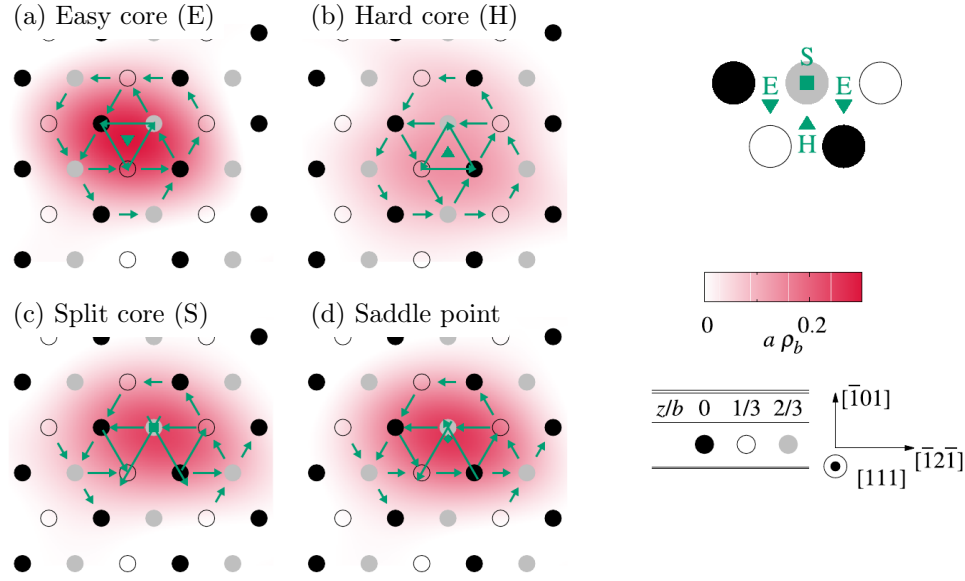 (a) Easy core (E)
(b) Hard core (H)
S
E E
H
(c) Split core (S)
(d) Saddle point
0 0.2
a ρ_b
z/b 0 1/3 2/3
[1̅01]
[1̅21̅]
[111]